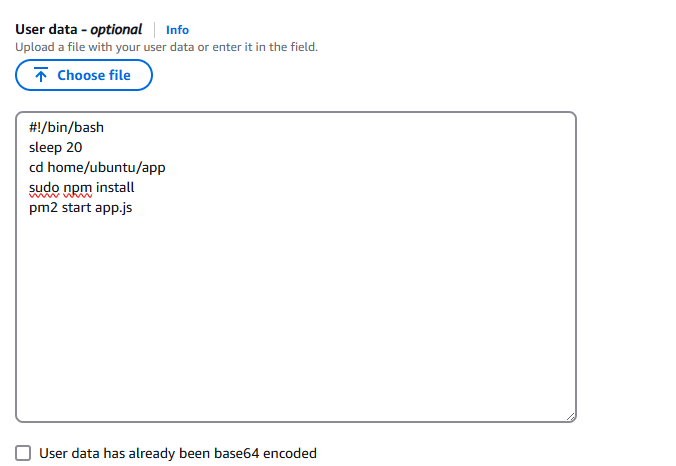 User data - optional Info
Upload a file with your user data or enter it in the field.
Choose file
#!/bin/bash
sleep 20
cd home/ubuntu/app
sudo npm install
pm2 start app.js
User data has already been base64 encoded